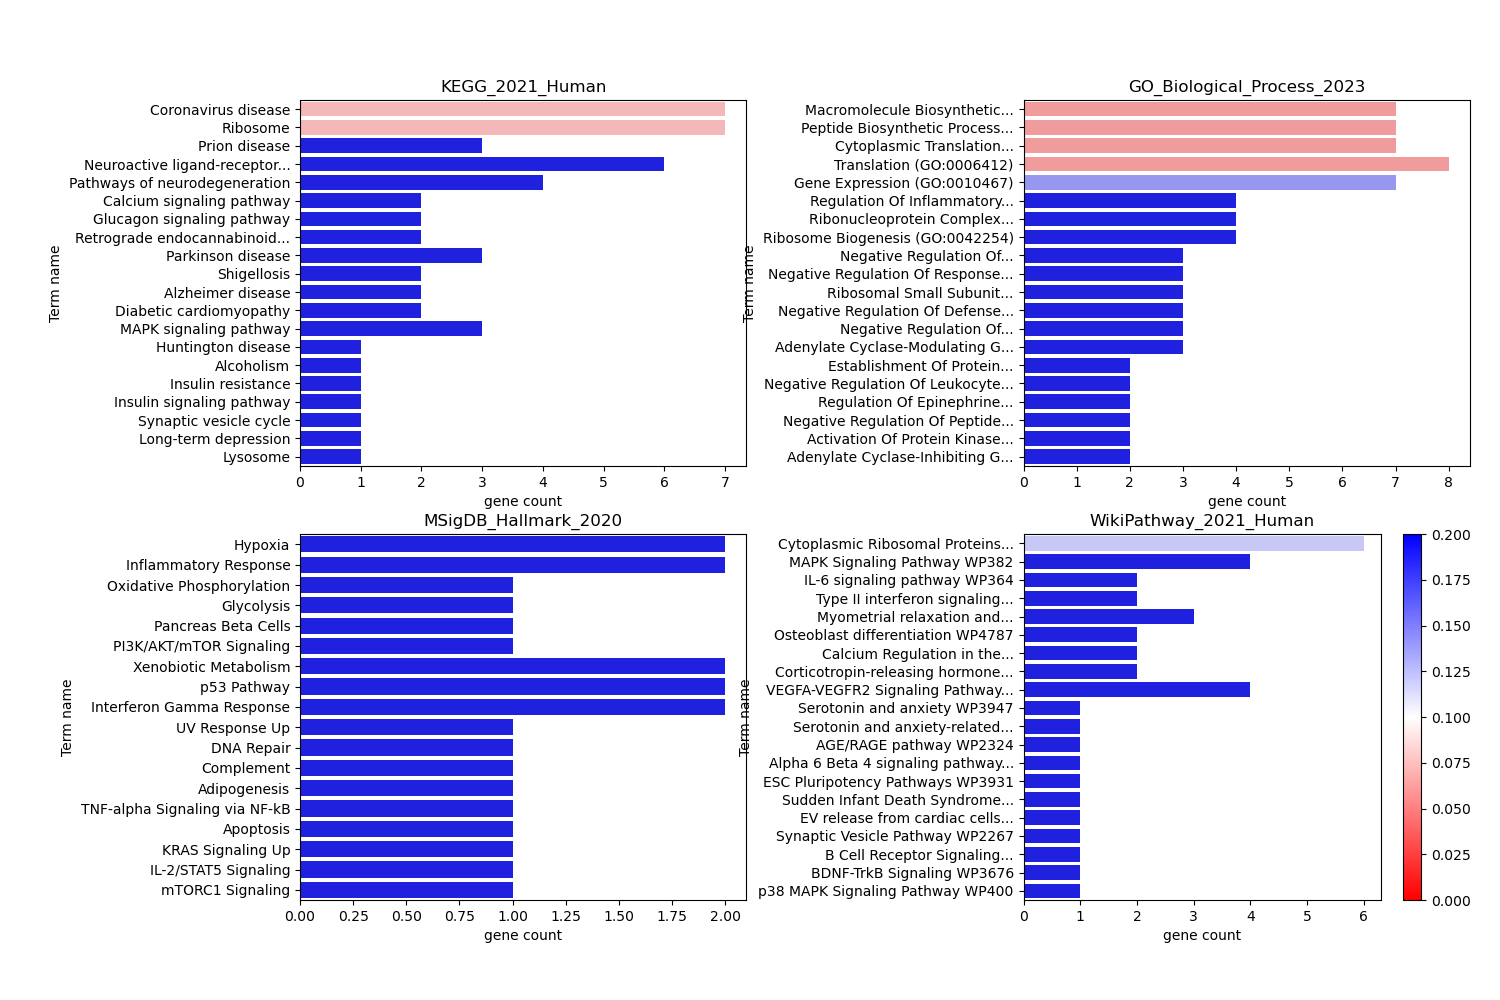 KEGG_2021_Human
Term name
Coronavirus disease
Ribosome
Prion disease
Neuroactive ligand-receptor...
Pathways of neurodegeneration
Calcium signaling pathway
Glucagon signaling pathway
Retrograde endocannabinoid...
Parkinson disease
Shigellosis
Alzheimer disease
Diabetic cardiomyopathy
MAPK signaling pathway
Huntington disease
Alcoholism
Insulin resistance
Insulin signaling pathway
Synaptic vesicle cycle
Long-term depression
Lysosome
0 1 2 3 4 5 6 7
gene count
GO_Biological_Process_2023
Term name
Macromolecule Biosynthetic...
Peptide Biosynthetic Process...
Cytoplasmic Translation...
Translation (GO:0006412)
Gene Expression (GO:0010467)
Regulation Of Inflammatory...
Ribonucleoprotein Complex...
Ribosome Biogenesis (GO:0042254)
Negative Regulation Of...
Negative Regulation Of Response...
Ribosomal Small Subunit...
Negative Regulation Of Defense...
Negative Regulation Of...
Adenylate Cyclase-Modulating G...
Establishment Of Protein...
Negative Regulation Of Leukocyte...
Regulation Of Epinephrine...
Negative Regulation Of Peptide...
Activation Of Protein Kinase...
Adenylate Cyclase-Inhibiting G...
0 1 2 3 4 5 6 7 8
gene count
MSigDB_Hallmark_2020
Term name
Hypoxia
Inflammatory Response
Oxidative Phosphorylation
Glycolysis
Pancreas Beta Cells
PI3K/AKT/mTOR Signaling
Xenobiotic Metabolism
p53 Pathway
Interferon Gamma Response
UV Response Up
DNA Repair
Complement
Adipogenesis
TNF-alpha Signaling via NF-kB
Apoptosis
KRAS Signaling Up
IL-2/STAT5 Signaling
mTORC1 Signaling
0.00 0.25 0.50 0.75 1.00 1.25 1.50 1.75 2.00
gene count
WikiPathway_2021_Human
Term name
Cytoplasmic Ribosomal Proteins...
MAPK Signaling Pathway WP382
IL-6 signaling pathway WP364
Type II interferon signaling...
Myometrial relaxation and...
Osteoblast differentiation WP4787
Calcium Regulation in the...
Corticotropin-releasing hormone...
VEGFA-VEGFR2 Signaling Pathway...
Serotonin and anxiety WP3947
Serotonin and anxiety-related...
AGE/RAGE pathway WP2324
Alpha 6 Beta 4 signaling pathway...
ESC Pluripotency Pathways WP3931
Sudden Infant Death Syndrome...
EV release from cardiac cells...
Synaptic Vesicle Pathway WP2267
B Cell Receptor Signaling...
BDNF-TrkB Signaling WP3676
p38 MAPK Signaling Pathway WP400
0 1 2 3 4 5 6
gene count
0.200
0.175
0.150
0.125
0.100
0.075
0.050
0.025
0.000